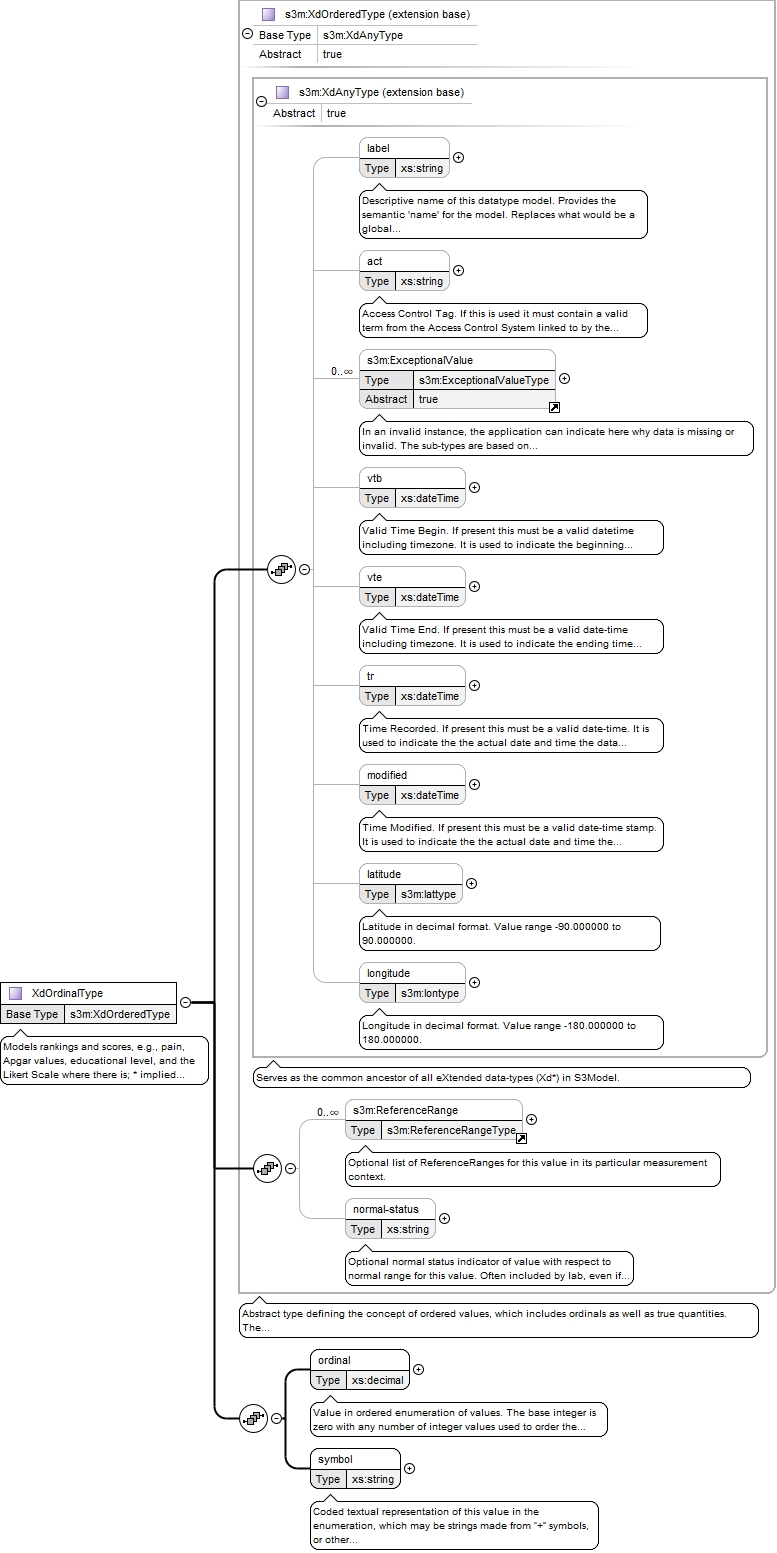 s3m:XdOrderedType (extension base)
Base Type s3m:XdAnyType
Abstract true
s3m:XdAnyType (extension base)
Abstract true
label
Type xs:string
Descriptive name of this datatype model. Provides the
semantic 'name' for the model. Replaces what would be a
global...
act
Type xs:string
Access Control Tag. If this is used it must contain a valid
term from the Access Control System linked to by the...
0..∞
s3m:ExceptionalValue
Type s3m:ExceptionalValueType
Abstract true
In an invalid instance, the application can indicate here why data is missing or
invalid. The sub-types are based on...
vtb
Type xs:dateTime
Valid Time Begin. If present this must be a valid datetime
including timezone. It is used to indicate the beginning...
vte
Type xs:dateTime
Valid Time End. If present this must be a valid date-time
including timezone. It is used to indicate the ending time...
tr
Type xs:dateTime
Time Recorded. If present this must be a valid date-time. It is
used to indicate the the actual date and time the data...
modified
Type xs:dateTime
Time Modified. If present this must be a valid date-time stamp.
It is used to indicate the the actual date and time the...
latitude
Type s3m:lattype
Latitude in decimal format. Value range -90.000000 to
90.000000.
longitude
Type s3m:lontype
Longitude in decimal format. Value range -180.000000 to
180.000000.
XdOrdinalType
Base Type s3m:XdOrderedType
Models rankings and scores, e.g., pain,
Apgar values, educational level, and the
Likert Scale where there is; * implied...
Serves as the common ancestor of all eXtended data-types (Xd*) in S3Model.
0..∞
s3m:ReferenceRange
Type s3m:ReferenceRangeType
Optional list of ReferenceRanges for this value in its particular measurement
context.
normal-status
Type xs:string
Optional normal status indicator of value with respect to
normal range for this value. Often included by lab, even if...
Abstract type defining the concept of ordered values, which includes ordinals as well as true quantities.
The...
ordinal
Type xs:decimal
Value in ordered enumeration of values. The base integer is
zero with any number of integer values used to order the...
symbol
Type xs:string
Coded textual representation of this value in the
enumeration, which may be strings made from "+" symbols,
or other...